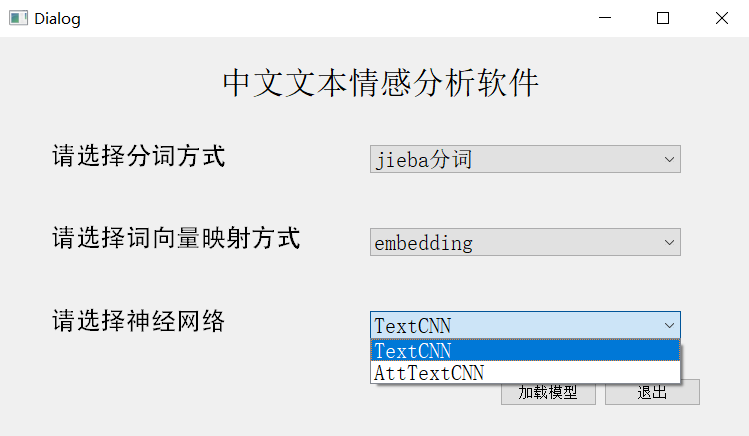 Dialog
中文文本情感分析软件
请选择分词方式
jieba分词
请选择词向量映射方式
embedding
请选择神经网络
TextCNN
TextCNN
AttTextCNN
加载模型
退出